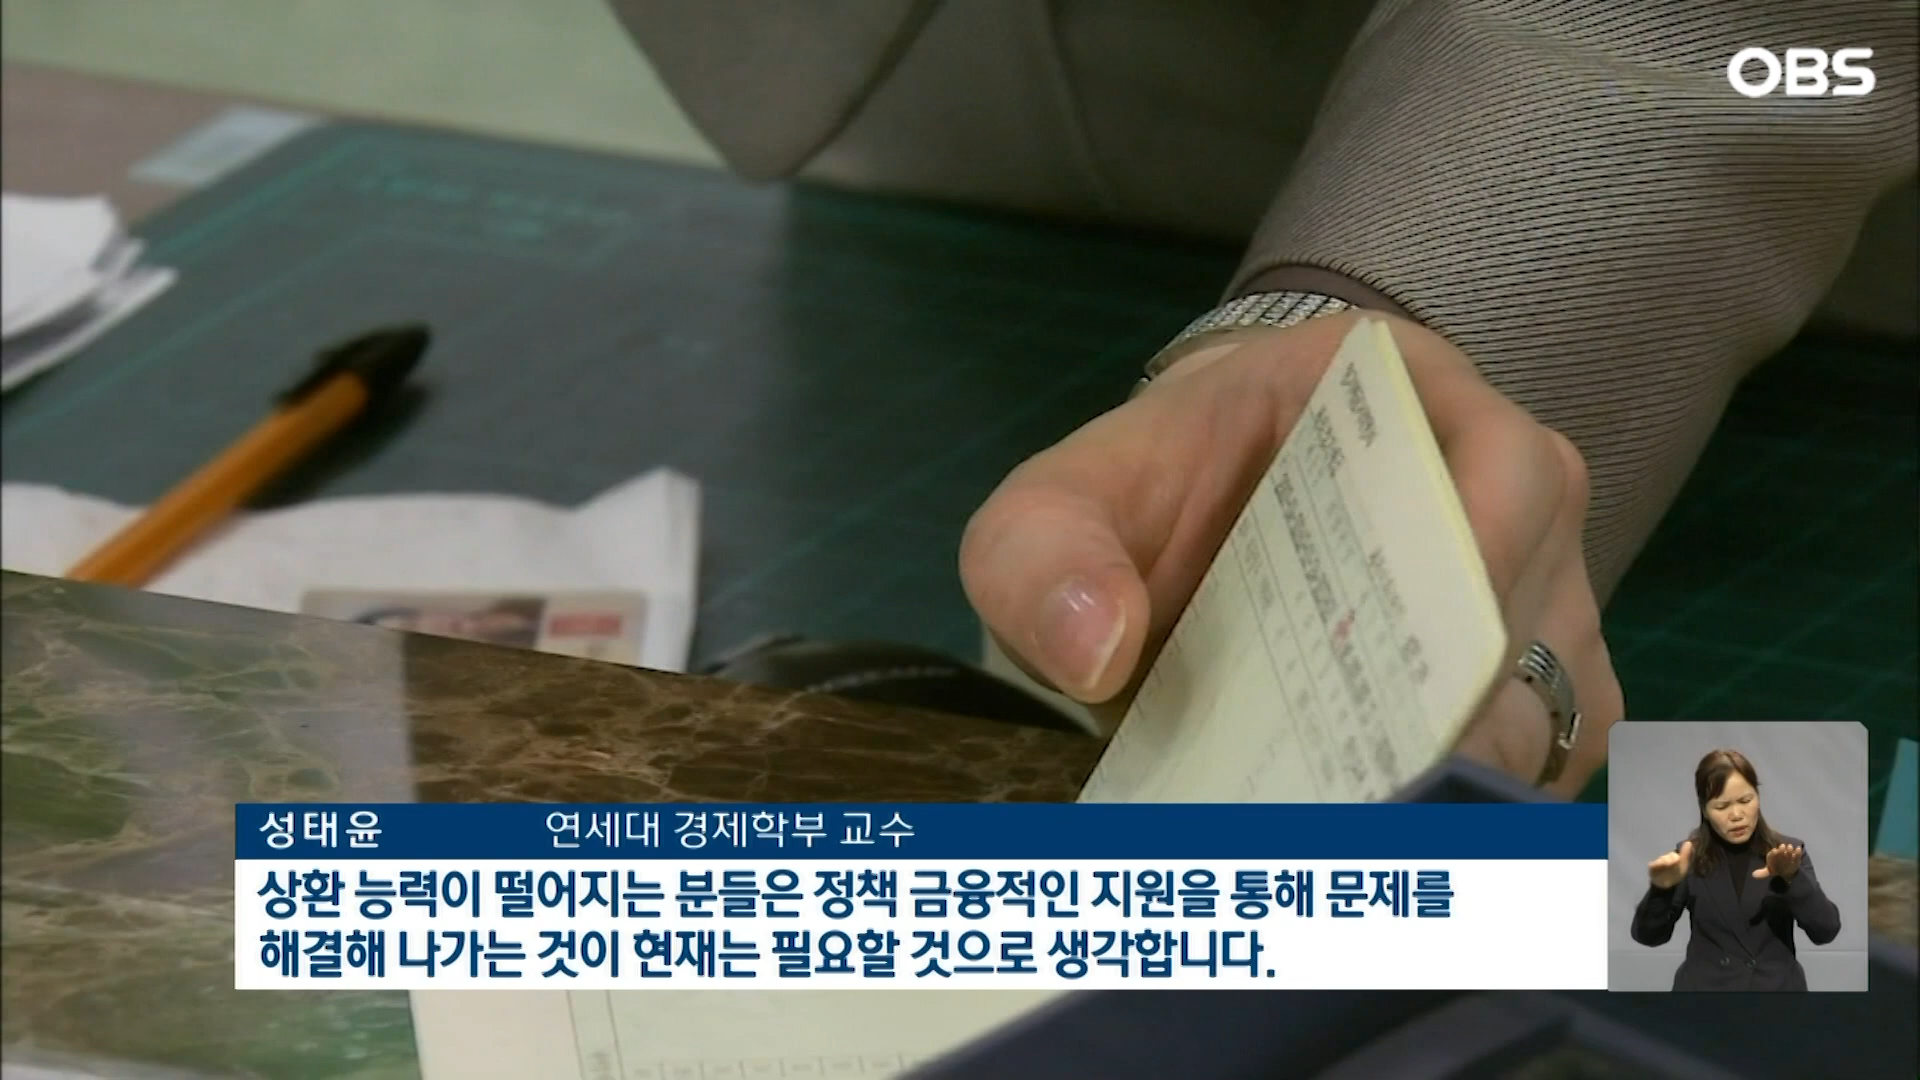 OBS
성태윤 연세대 경제학부 교수
상환 능력이 떨어지는 분들은 정책 금융적인 지원을 통해 문제를
해결해 나가는 것이 현재는 필요할 것으로 생각합니다.